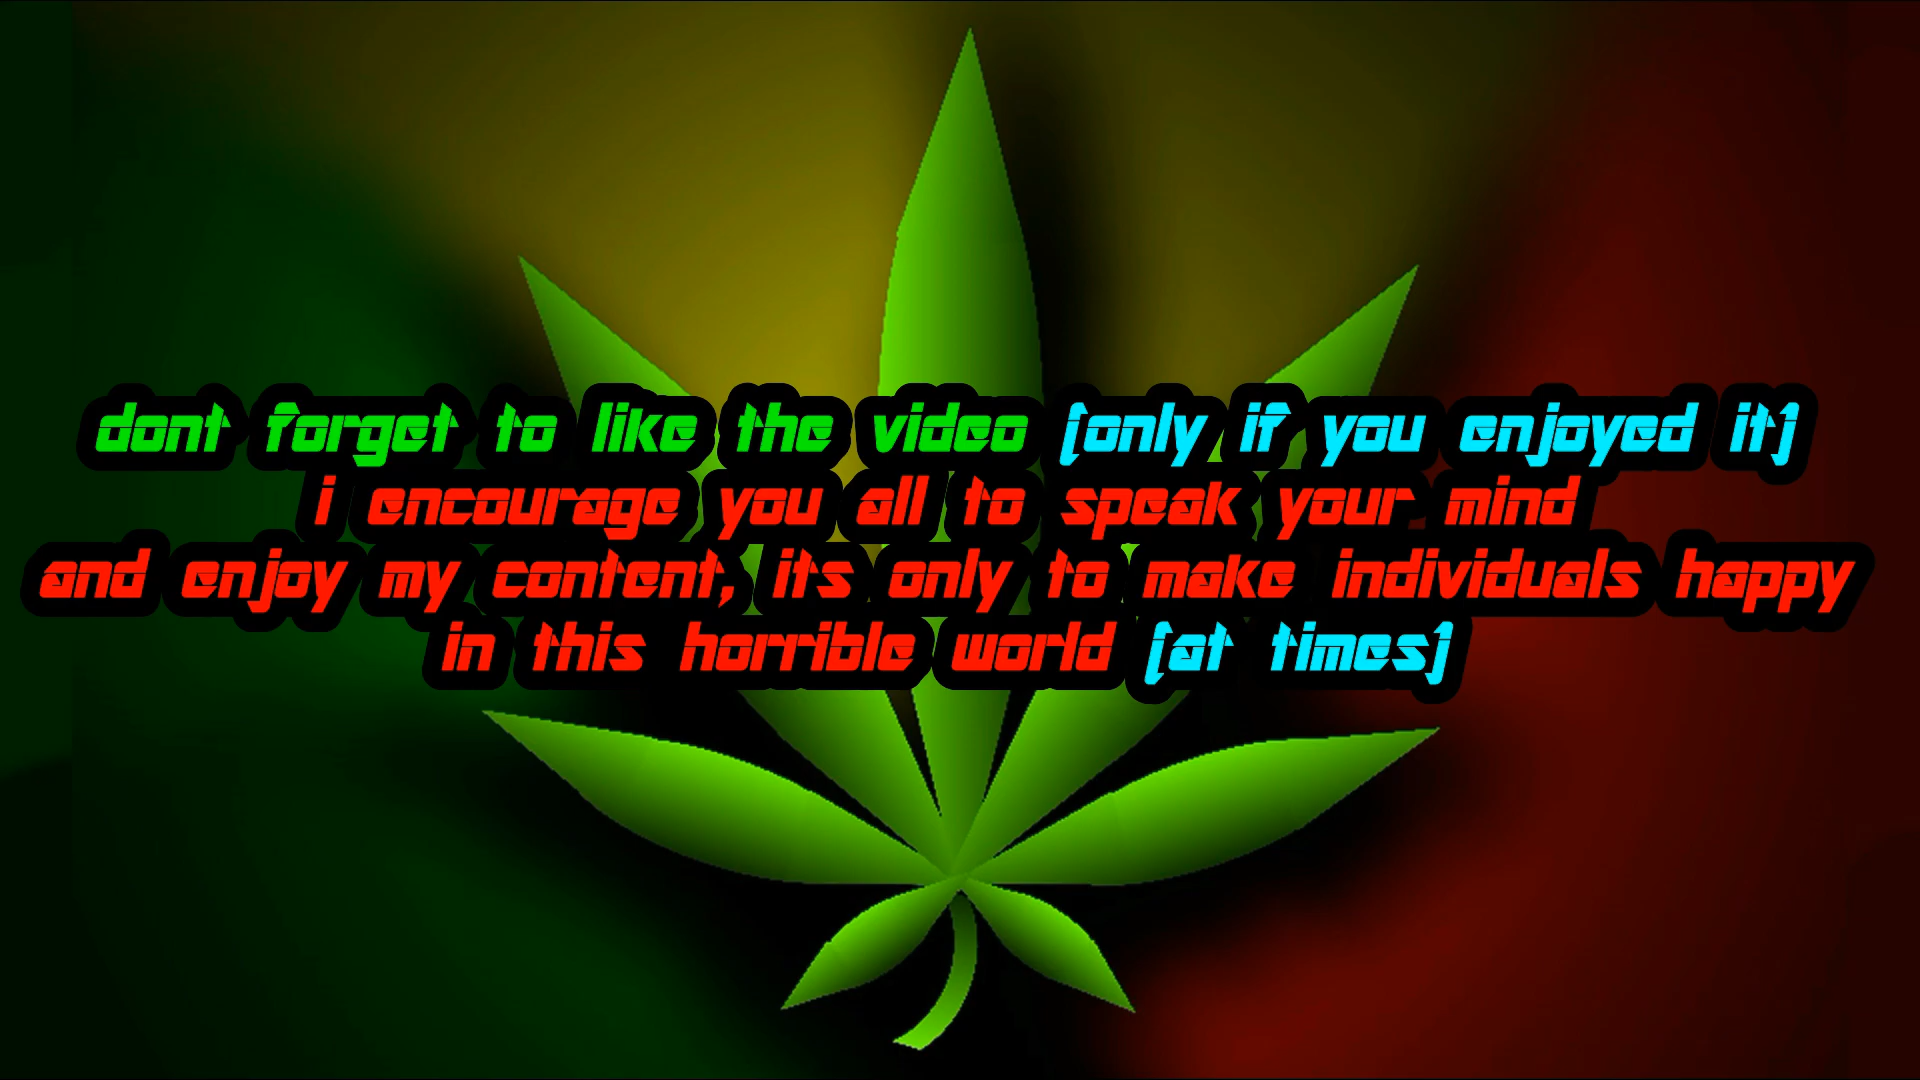 dont forget to like the video (only if you enjoyed it)
i encourage you all to speak your mind
and enjoy my content, its only to make individuals happy
in this horrible world (at times)